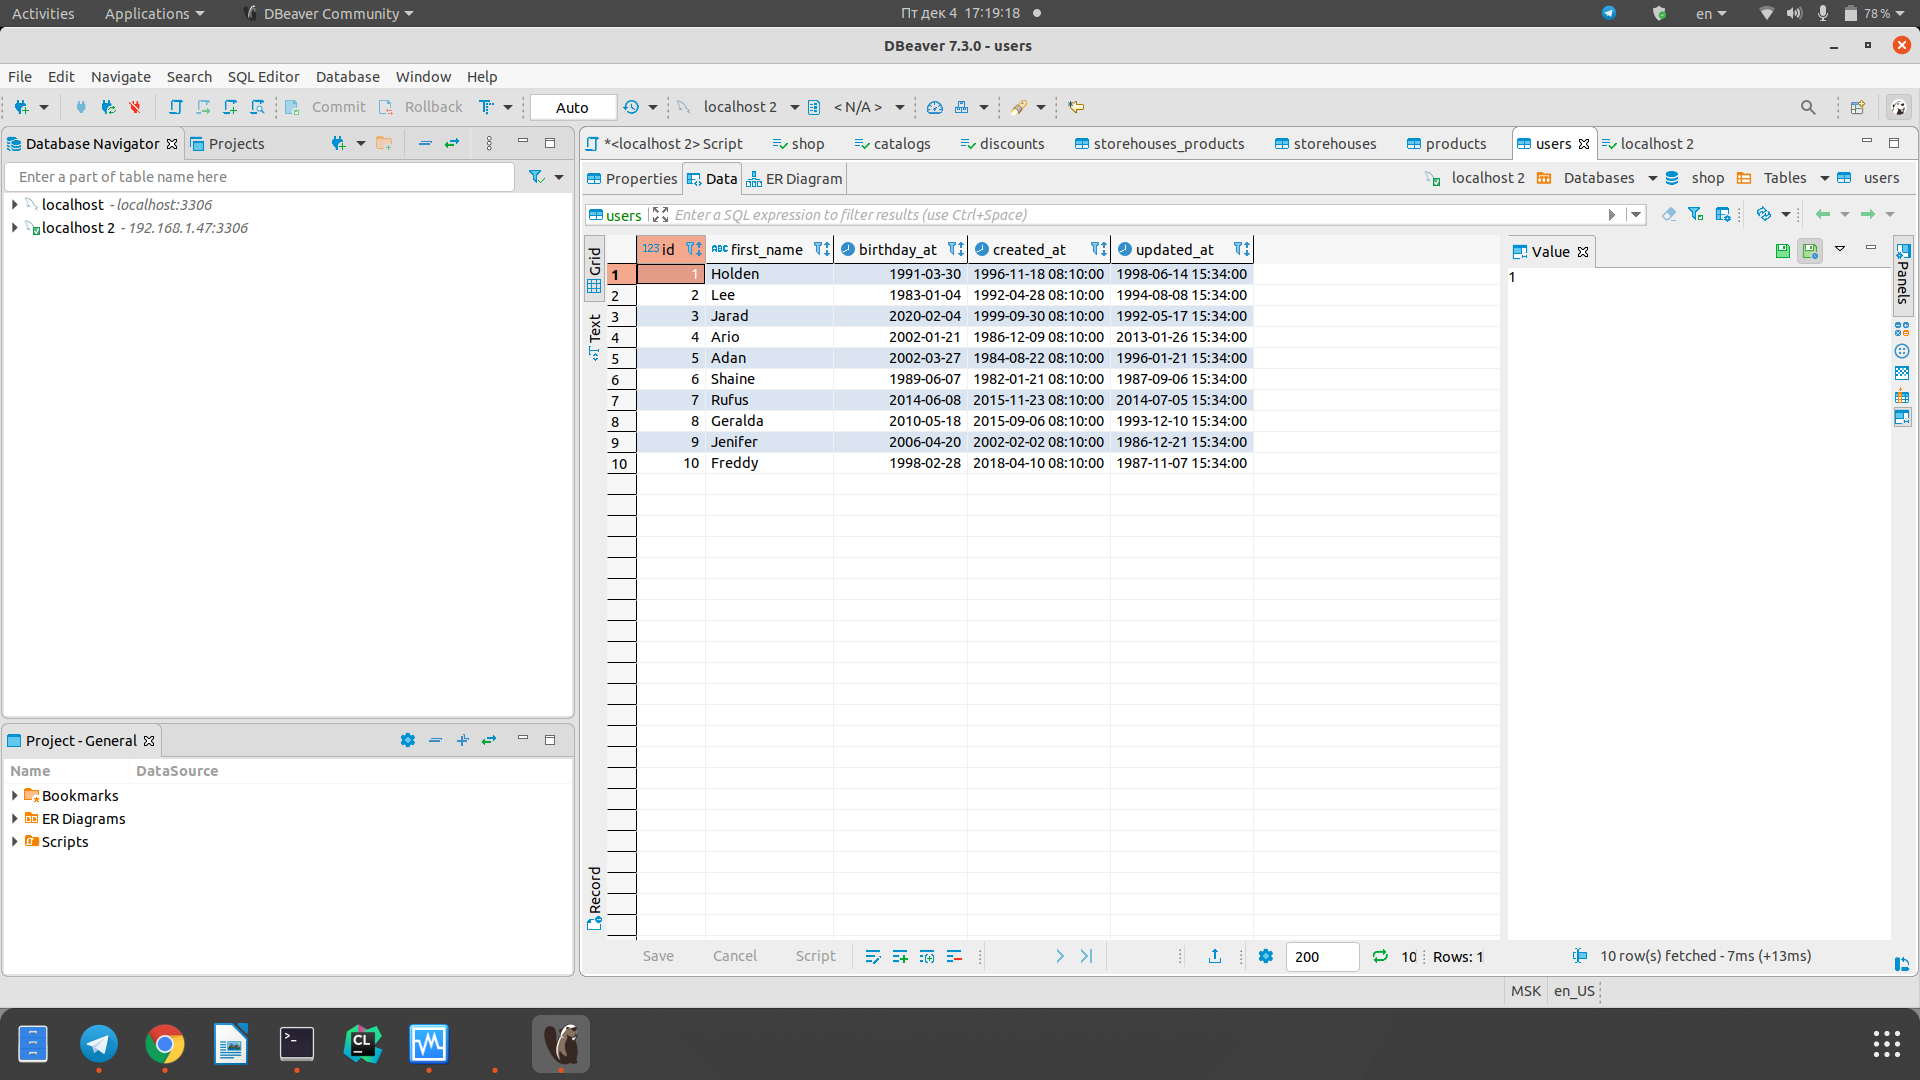 Activities Applications DBeaver Community Пт дек 4 17:19:18 en 78 %
DBeaver 7.3.0 - users
File Edit Navigate Search SQL Editor Database Window Help
Commit Rollback Auto localhost 2 < N/A >
Database Navigator Projects
*<localhost 2> Script shop catalogs discounts storehouses_products storehouses products users localhost 2
Enter a part of table name here
Properties Data ER Diagram localhost 2 Databases shop Tables users
localhost - localhost:3306
localhost 2 - 192.168.1.47:3306
users Enter a SQL expression to filter results (use Ctrl+Space)
Grid
Text
Record
123 id ABC first_name birthday_at created_at updated_at
1 1 Holden 1991-03-30 1996-11-18 08:10:00 1998-06-14 15:34:00
2 2 Lee 1983-01-04 1992-04-28 08:10:00 1994-08-08 15:34:00
3 3 Jarad 2020-02-04 1999-09-30 08:10:00 1992-05-17 15:34:00
4 4 Ario 2002-01-21 1986-12-09 08:10:00 2013-01-26 15:34:00
5 5 Adan 2002-03-27 1984-08-22 08:10:00 1996-01-21 15:34:00
6 6 Shaine 1989-06-07 1982-01-21 08:10:00 1987-09-06 15:34:00
7 7 Rufus 2014-06-08 2015-11-23 08:10:00 2014-07-05 15:34:00
8 8 Geralda 2010-05-18 2015-09-06 08:10:00 1993-12-10 15:34:00
9 9 Jenifer 2006-04-20 2002-02-02 08:10:00 1986-12-21 15:34:00
10 10 Freddy 1998-02-28 2018-04-10 08:10:00 1987-11-07 15:34:00
Value
1
Panels
Project - General
Name DataSource
Bookmarks
ER Diagrams
Scripts
Save Cancel Script 200 10 Rows: 1 10 row(s) fetched - 7ms (+13ms)
MSK en_US
CL